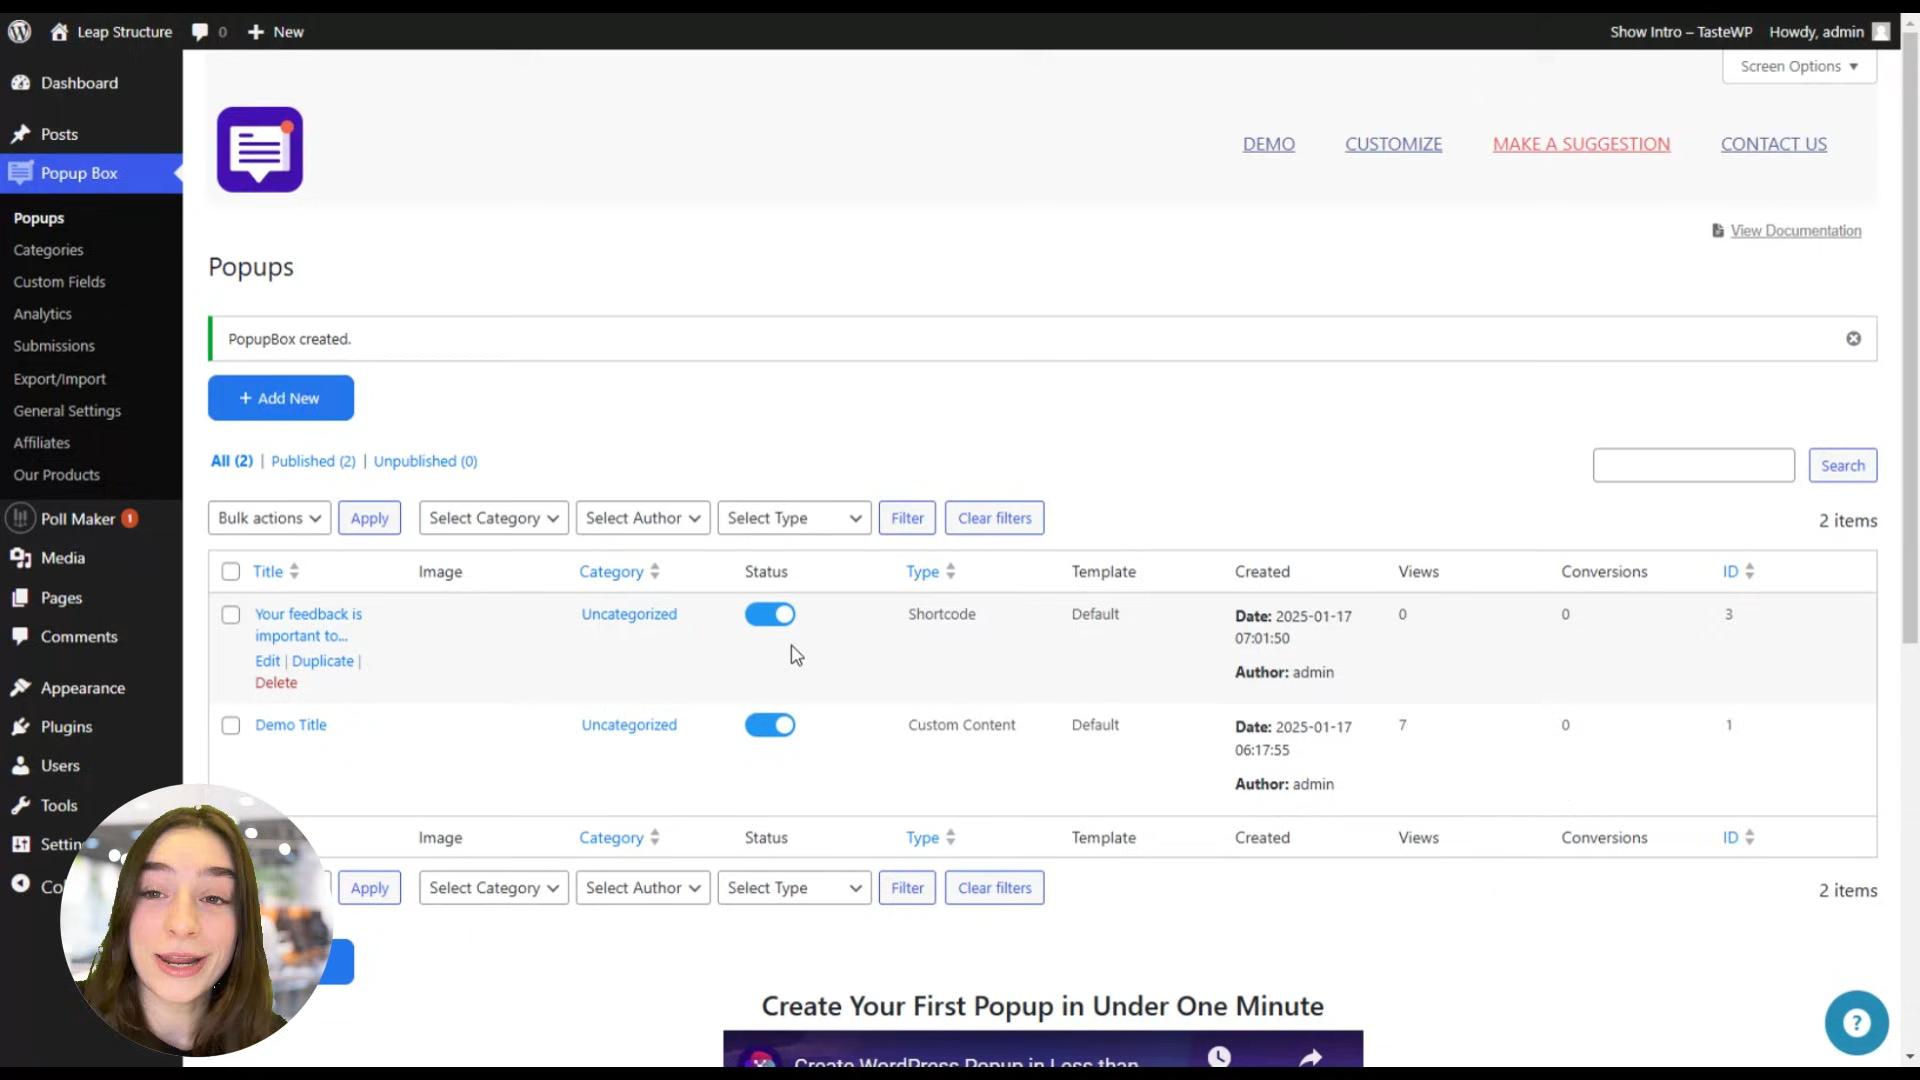 Leap Structure 0 + New Show Intro – TasteWP Howdy, admin
Screen Options
Dashboard
Posts
Popup Box
Popups
Categories
Custom Fields
Analytics
Submissions
Export/Import
General Settings
Affiliates
Our Products
Poll Maker 1
Media
Pages
Comments
Appearance
Plugins
Users
Tools
DEMO CUSTOMIZE MAKE A SUGGESTION CONTACT US
View Documentation
Popups
PopupBox created.
+ Add New
All (2) | Published (2) | Unpublished (0)
Search
Bulk actions Apply Select Category Select Author Select Type Filter Clear filters 2 items
Title Image Category Status Type Template Created Views Conversions ID
Your feedback is Uncategorized Shortcode Default Date: 2025-01-17 0 0 3
important to... 07:01:50
Edit | Duplicate |
Delete Author: admin
Demo Title Uncategorized Custom Content Default Date: 2025-01-17 7 0 1
06:17:55
Author: admin
Image Category Status Type Template Created Views Conversions ID
Apply Select Category Select Author Select Type Filter Clear filters 2 items
Create Your First Popup in Under One Minute
Create WordPress Popup in Less than
?